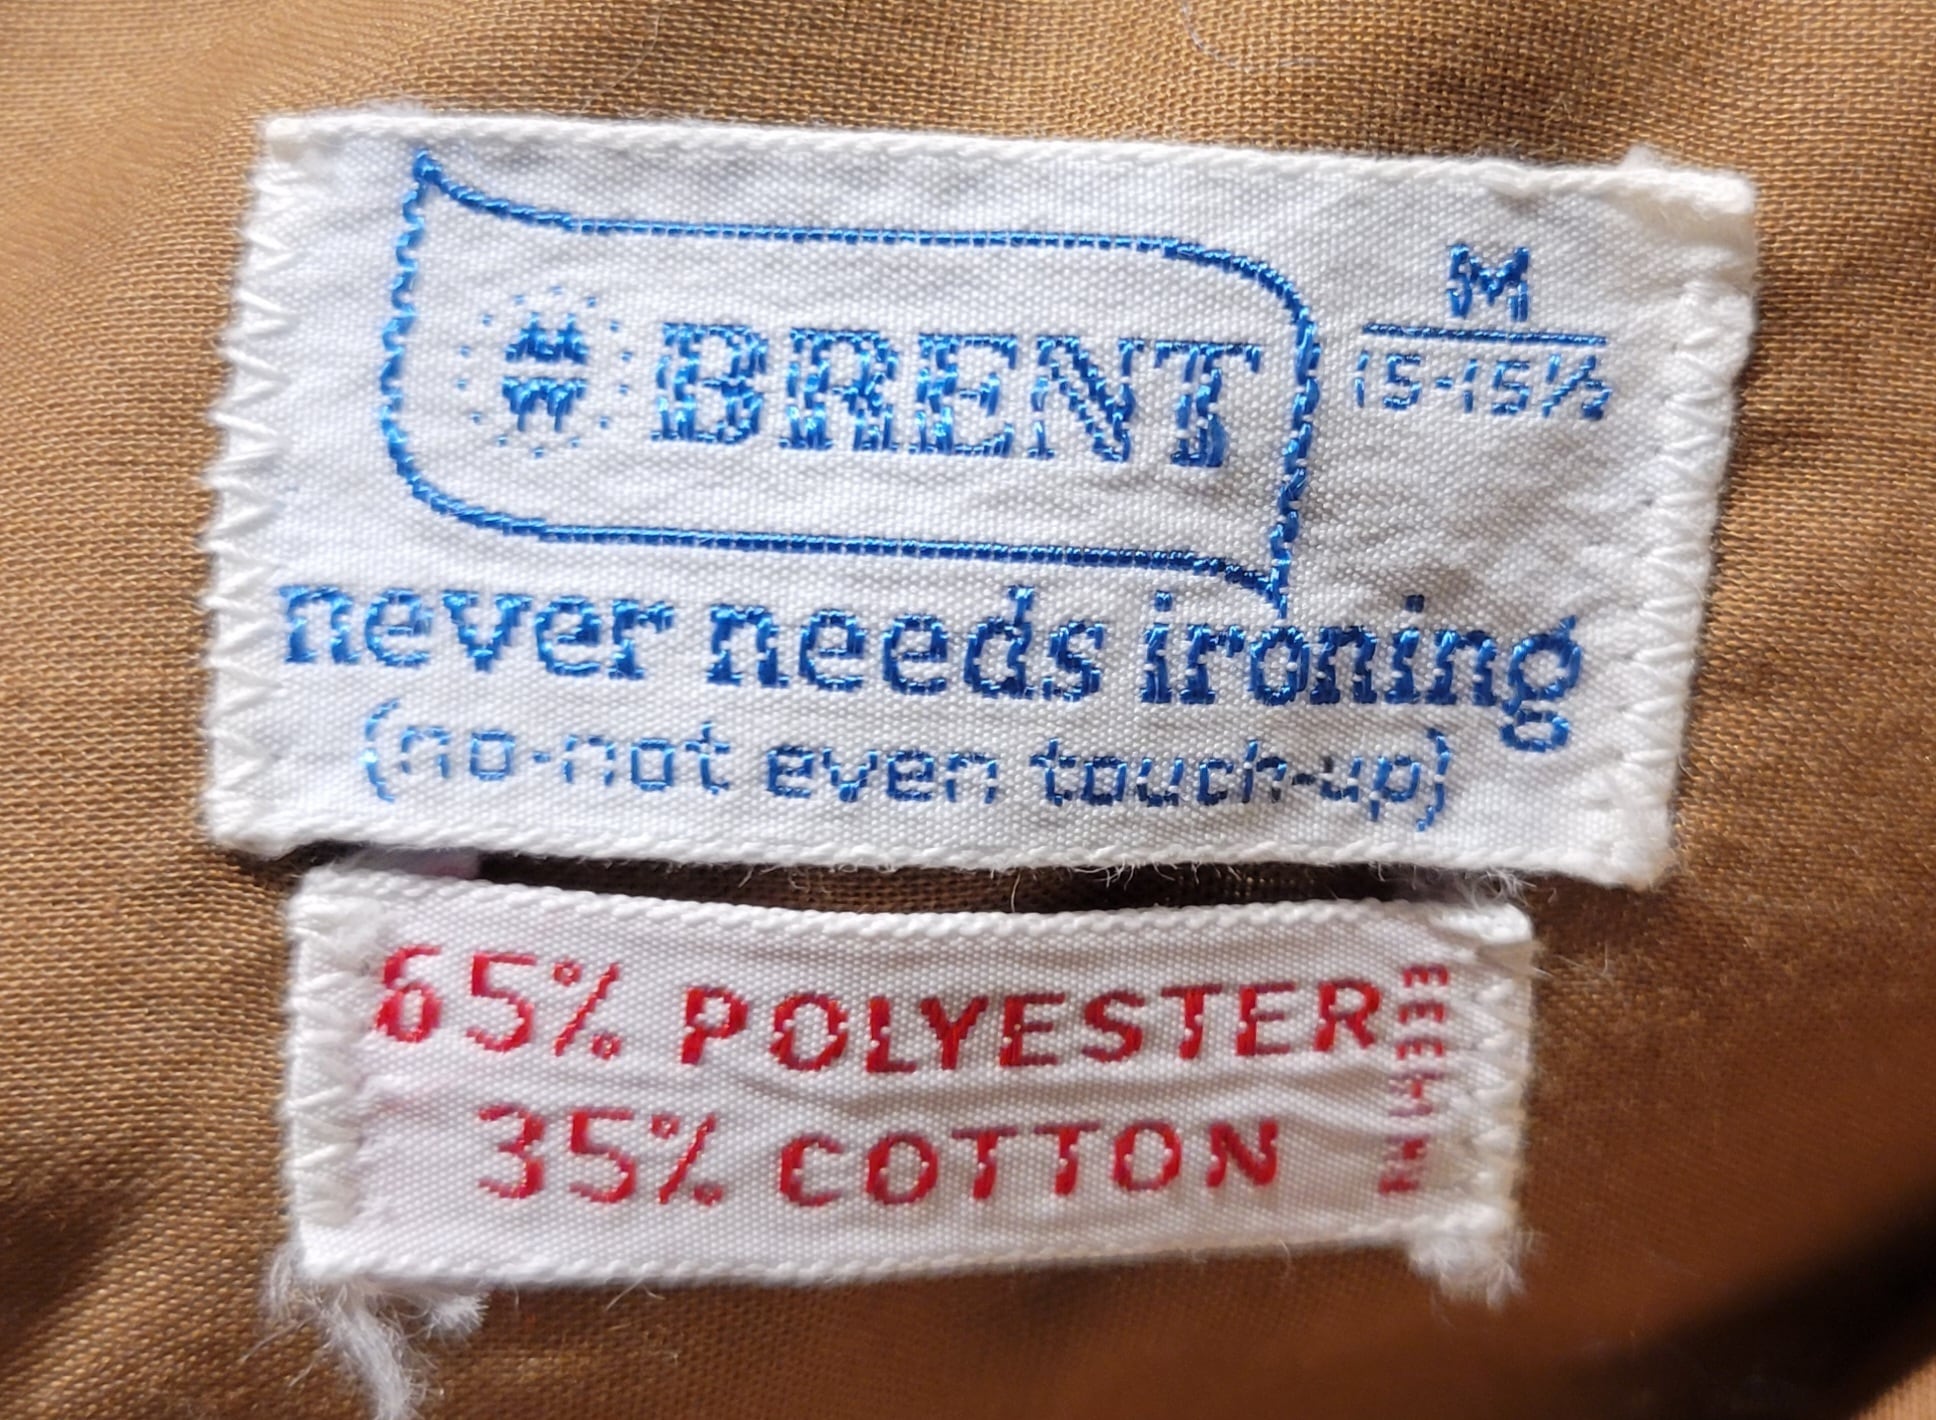 BRENT
M
15-15½
never needs ironing
(no-not even touch-up)
65% POLYESTER
35% COTTON